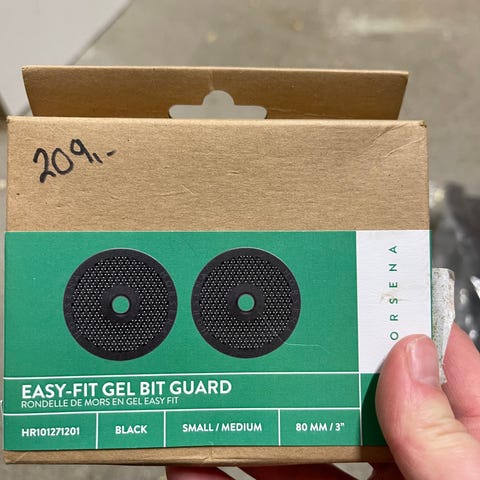 209,-
ORSENA
EASY-FIT GEL BIT GUARD
RONDELLE DE MORS EN GEL EASY FIT
HR101271201
BLACK
SMALL / MEDIUM
80 MM / 3"